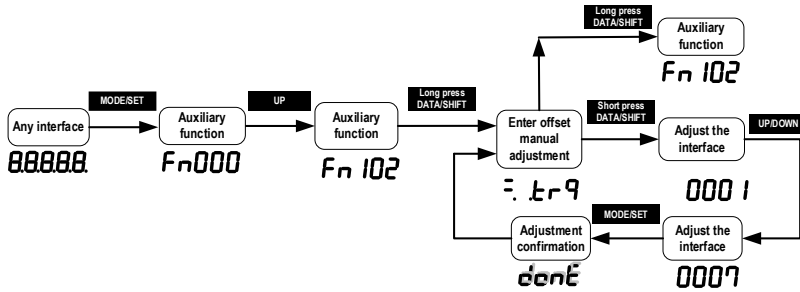 Long press
DATA/SHIFT
Auxiliary
function
Fn 102
MODE/SET
UP
Long press
DATA/SHIFT
Short press
DATA/SHIFT
UP/DOWN
Any interface
8.8.8.8.8.
Auxiliary
function
Fn000
Auxiliary
function
Fn 102
Enter offset
manual
adjustment
.trq
Adjust the
interface
0001
MODE/SET
Adjustment
confirmation
donE
Adjust the
interface
0007